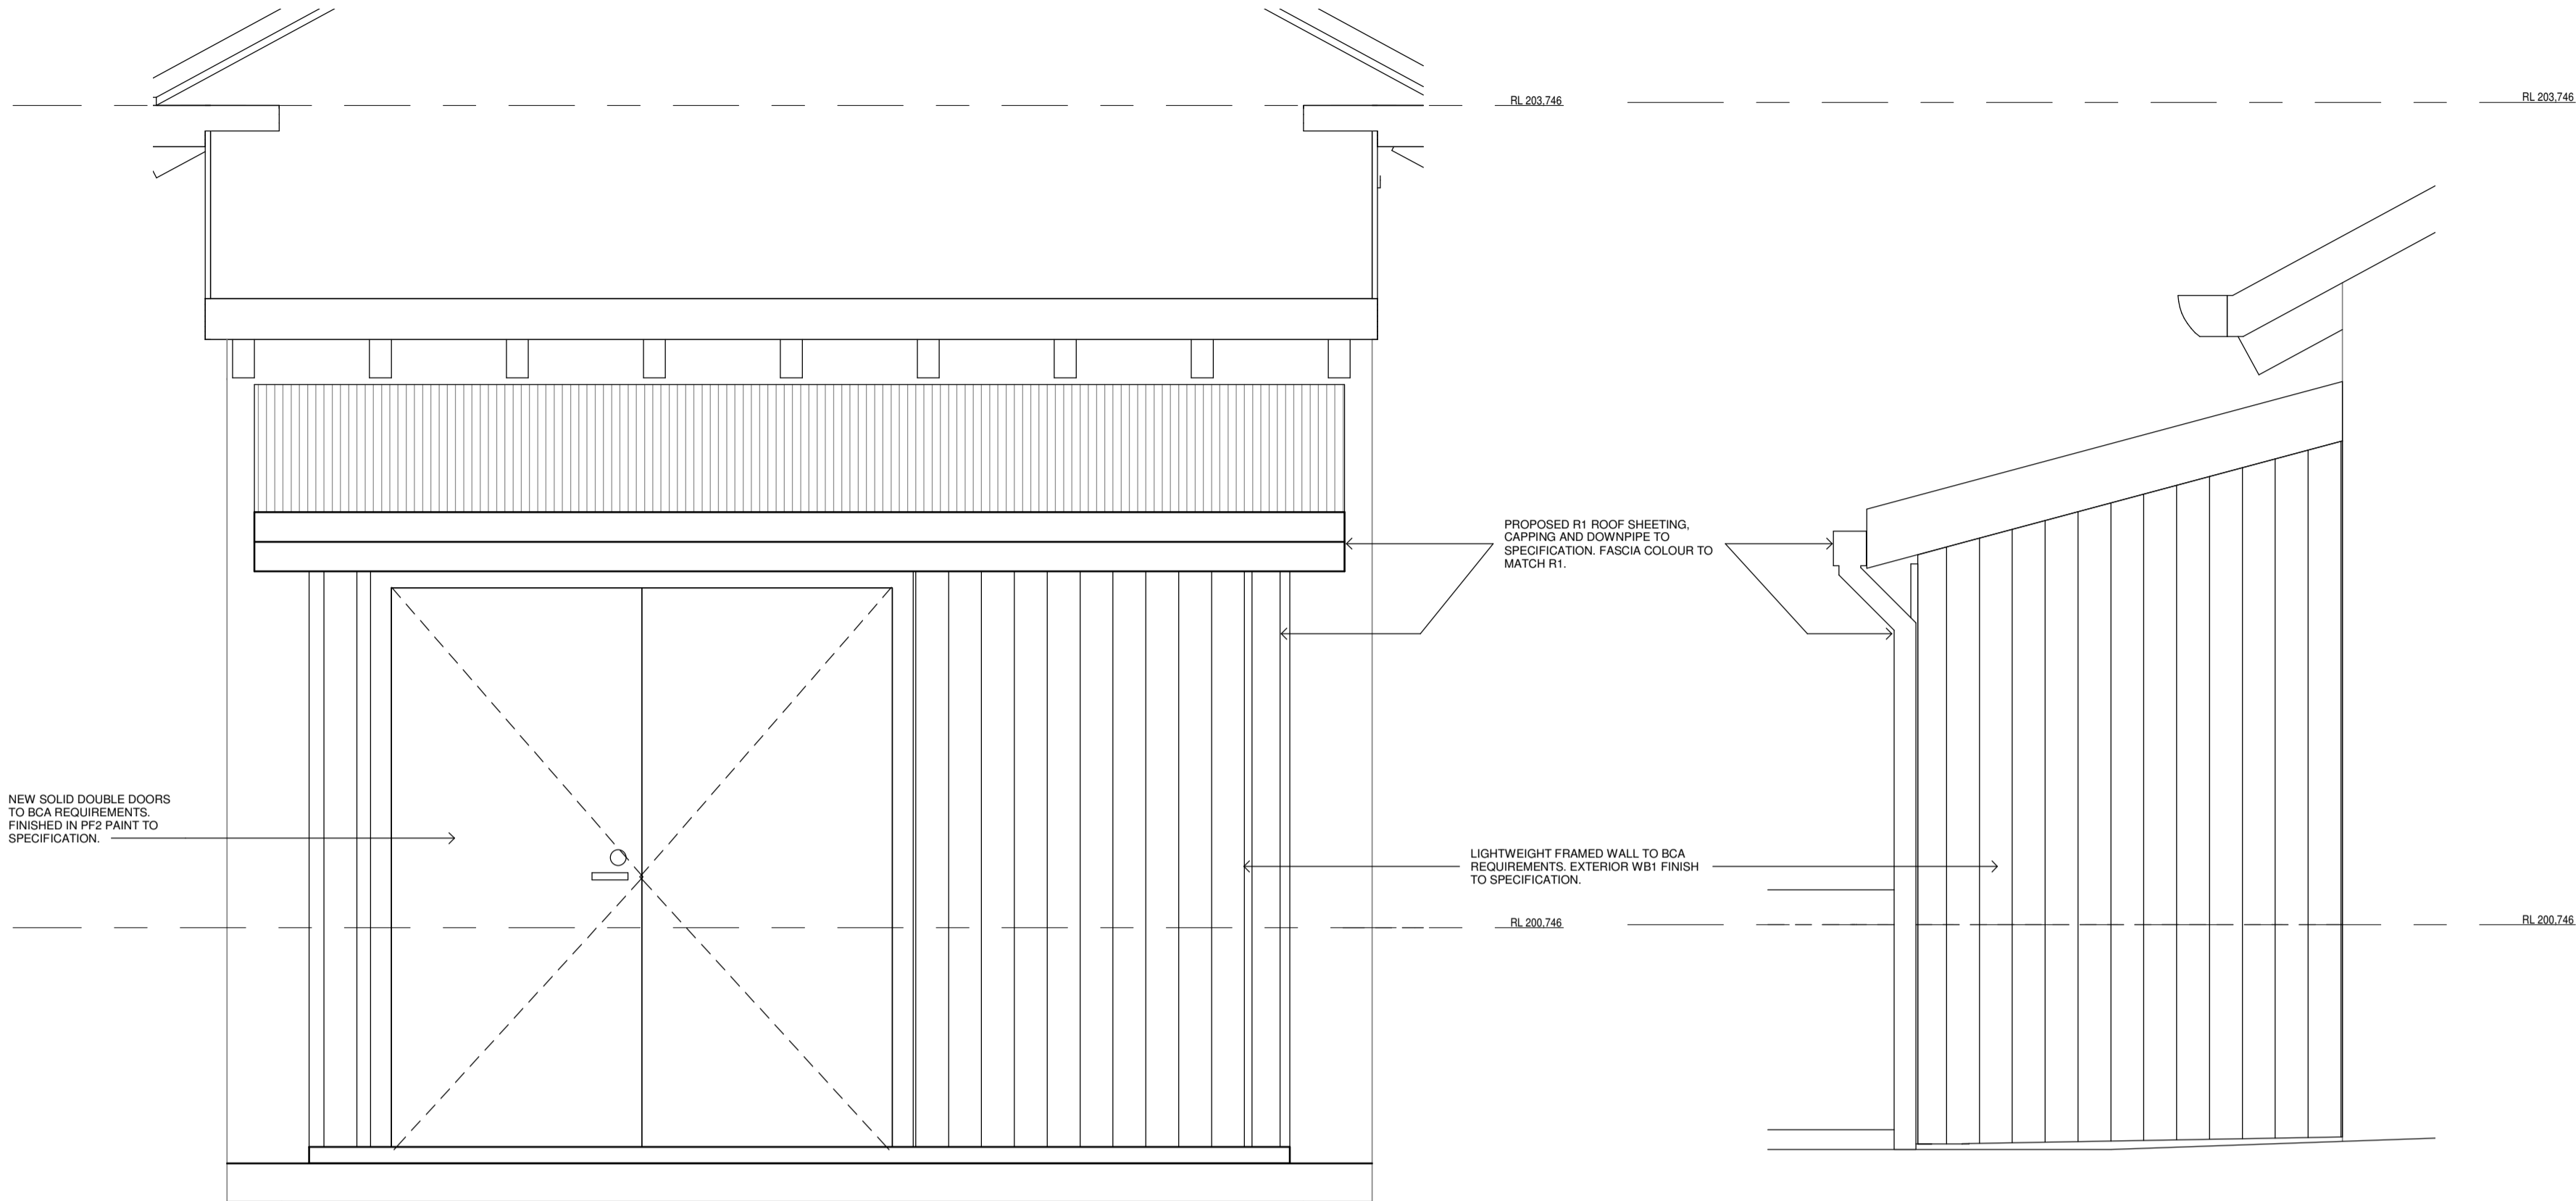 RL 203,746
RL 203,746
PROPOSED R1 ROOF SHEETING,
CAPPING AND DOWNPIPE TO
SPECIFICATION. FASCIA COLOUR TO
MATCH R1.
NEW SOLID DOUBLE DOORS
TO BCA REQUIREMENTS.
FINISHED IN PF2 PAINT TO
SPECIFICATION.
LIGHTWEIGHT FRAMED WALL TO BCA
REQUIREMENTS. EXTERIOR WB1 FINISH
TO SPECIFICATION.
RL 200,746
RL 200,746